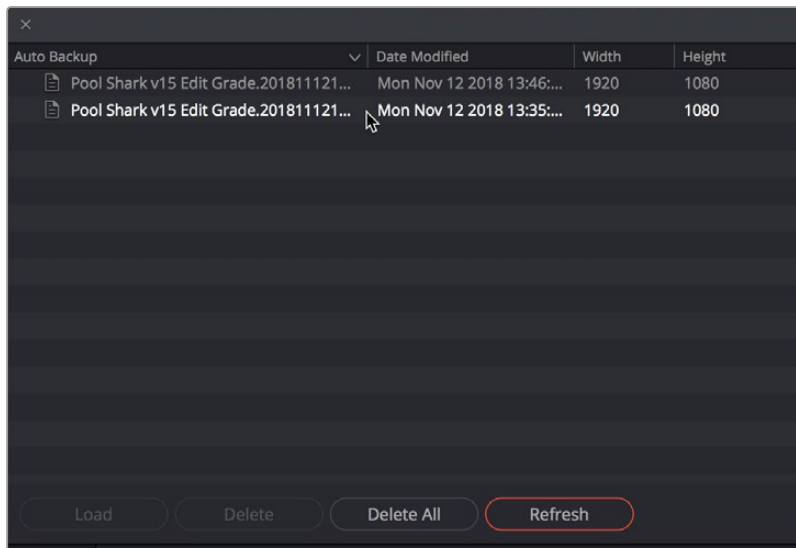 Auto Backup Date Modified Width Height
Pool Shark v15 Edit Grade.201811121... Mon Nov 12 2018 13:46:... 1920 1080
Pool Shark v15 Edit Grade.201811121... Mon Nov 12 2018 13:35:... 1920 1080
Load Delete Delete All Refresh